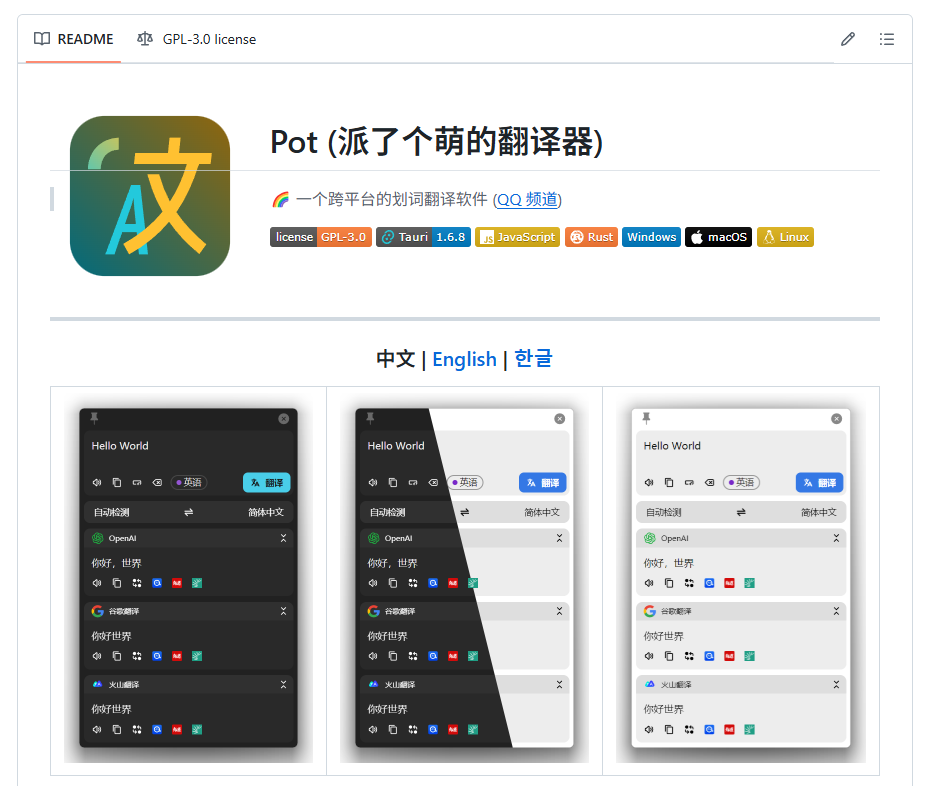 README GPL-3.0 license
文
A
Pot (派了个萌的翻译器)
🌈 一个跨平台的划词翻译软件 (QQ 频道)
license GPL-3.0 Tauri 1.6.8 JS JavaScript Rust Windows macOS Linux
中文 | English | 한글
Hello World
英语 翻译
自动检测 简体中文
OpenAI
你好，世界
谷歌翻译
你好世界
火山翻译
你好世界
Hello World
英语 翻译
自动检测 简体中文
OpenAI
你好，世界
谷歌翻译
你好世界
火山翻译
你好世界
Hello World
英语 翻译
自动检测 简体中文
OpenAI
你好，世界
谷歌翻译
你好世界
火山翻译
你好世界